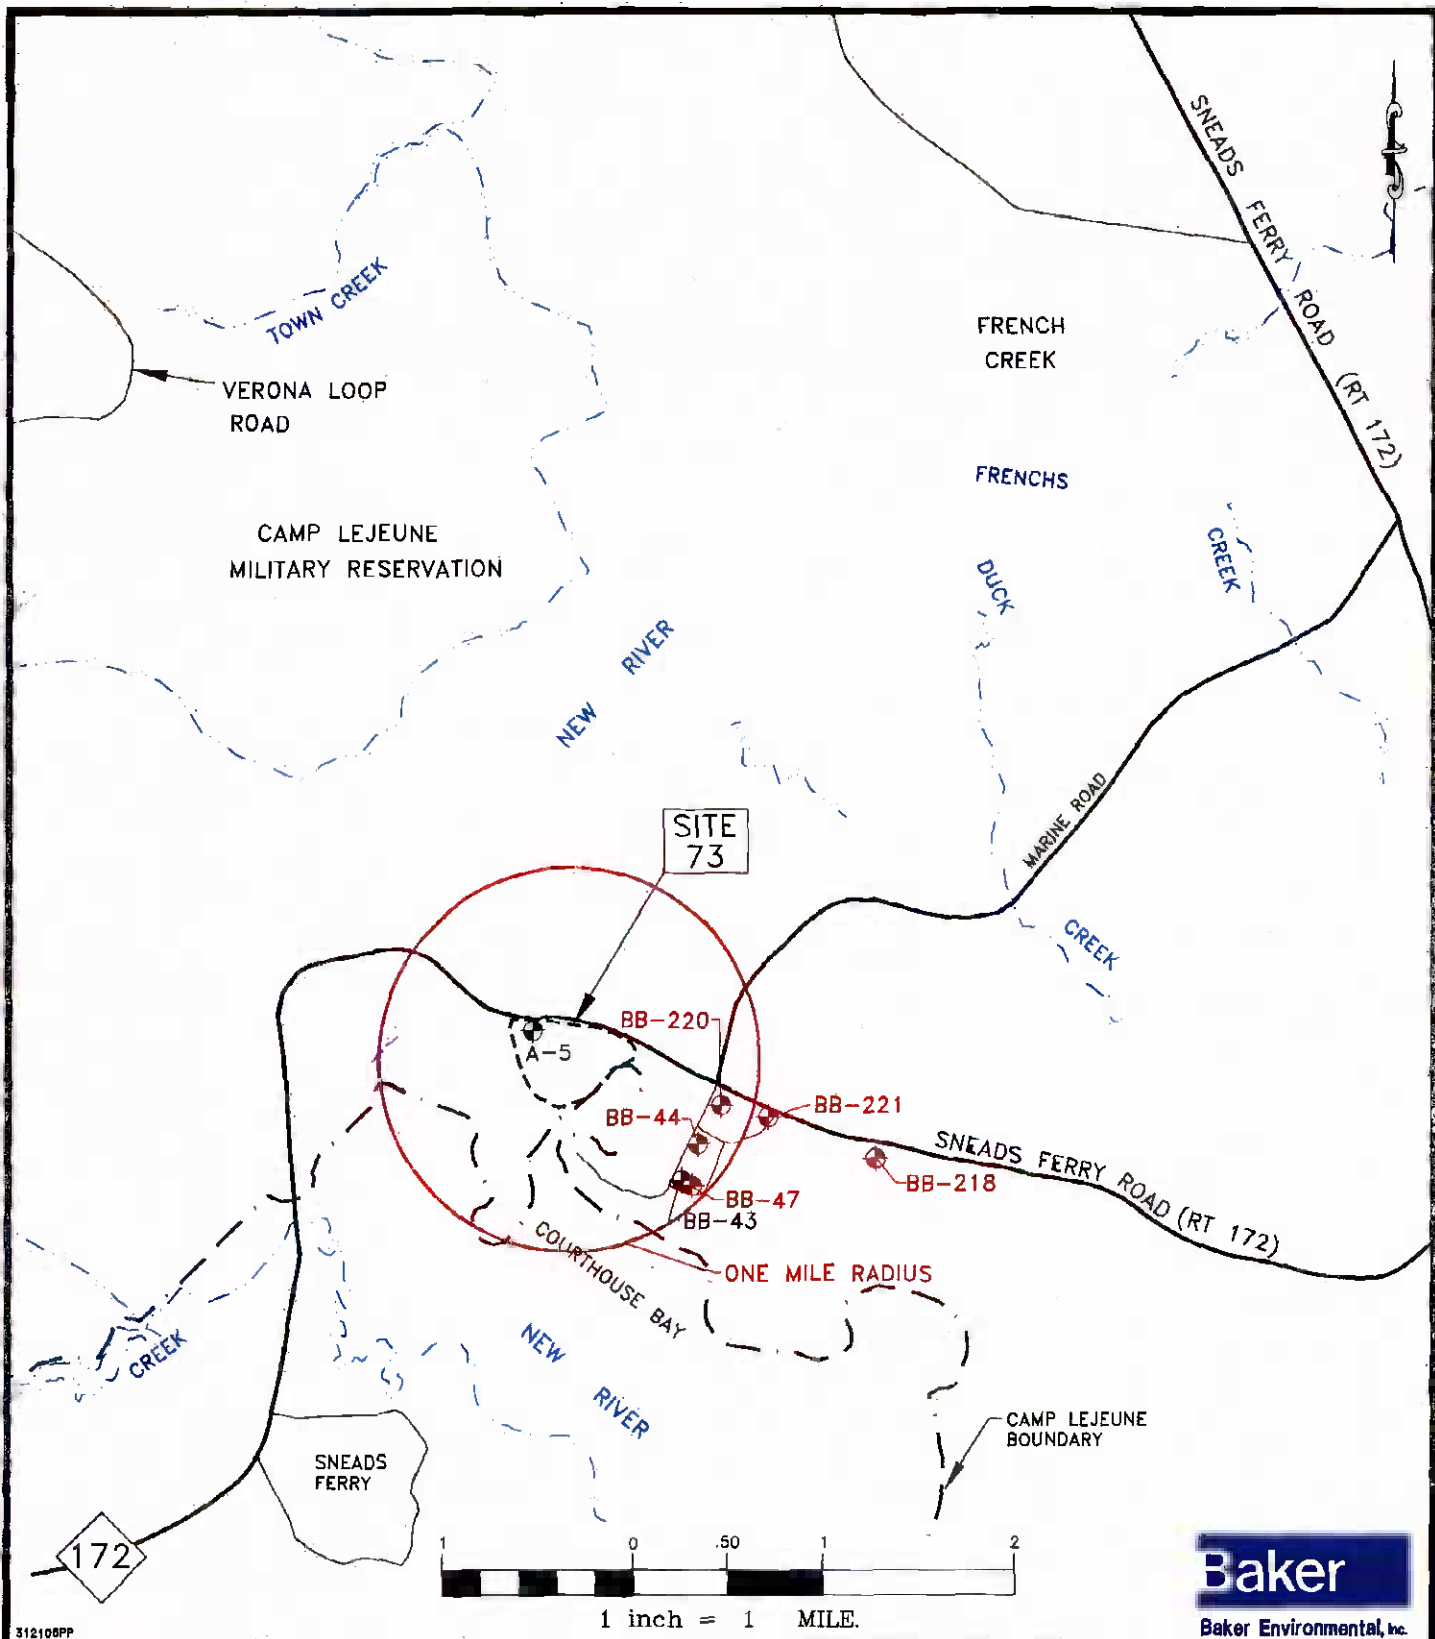 SNEADS FERRY ROAD (RT 172)
TOWN CREEK
FRENCH
CREEK
VERONA LOOP
ROAD
FRENCHS
CREEK
CAMP LEJEUNE
MILITARY RESERVATION
DUCK
CREEK
NEW RIVER
MARINE ROAD
SITE
73
BB-220
A-5
BB-44
BB-221
BB-218
BB-47
BB-43
SNEADS FERRY ROAD (RT 172)
COURTHOUSE BAY
ONE MILE RADIUS
NEW RIVER
CREEK
CAMP LEJEUNE
BOUNDARY
SNEADS
FERRY
172
1 0 .50 1 2
1 inch = 1 MILE.
Baker
Baker Environmental, Inc.
312106PP